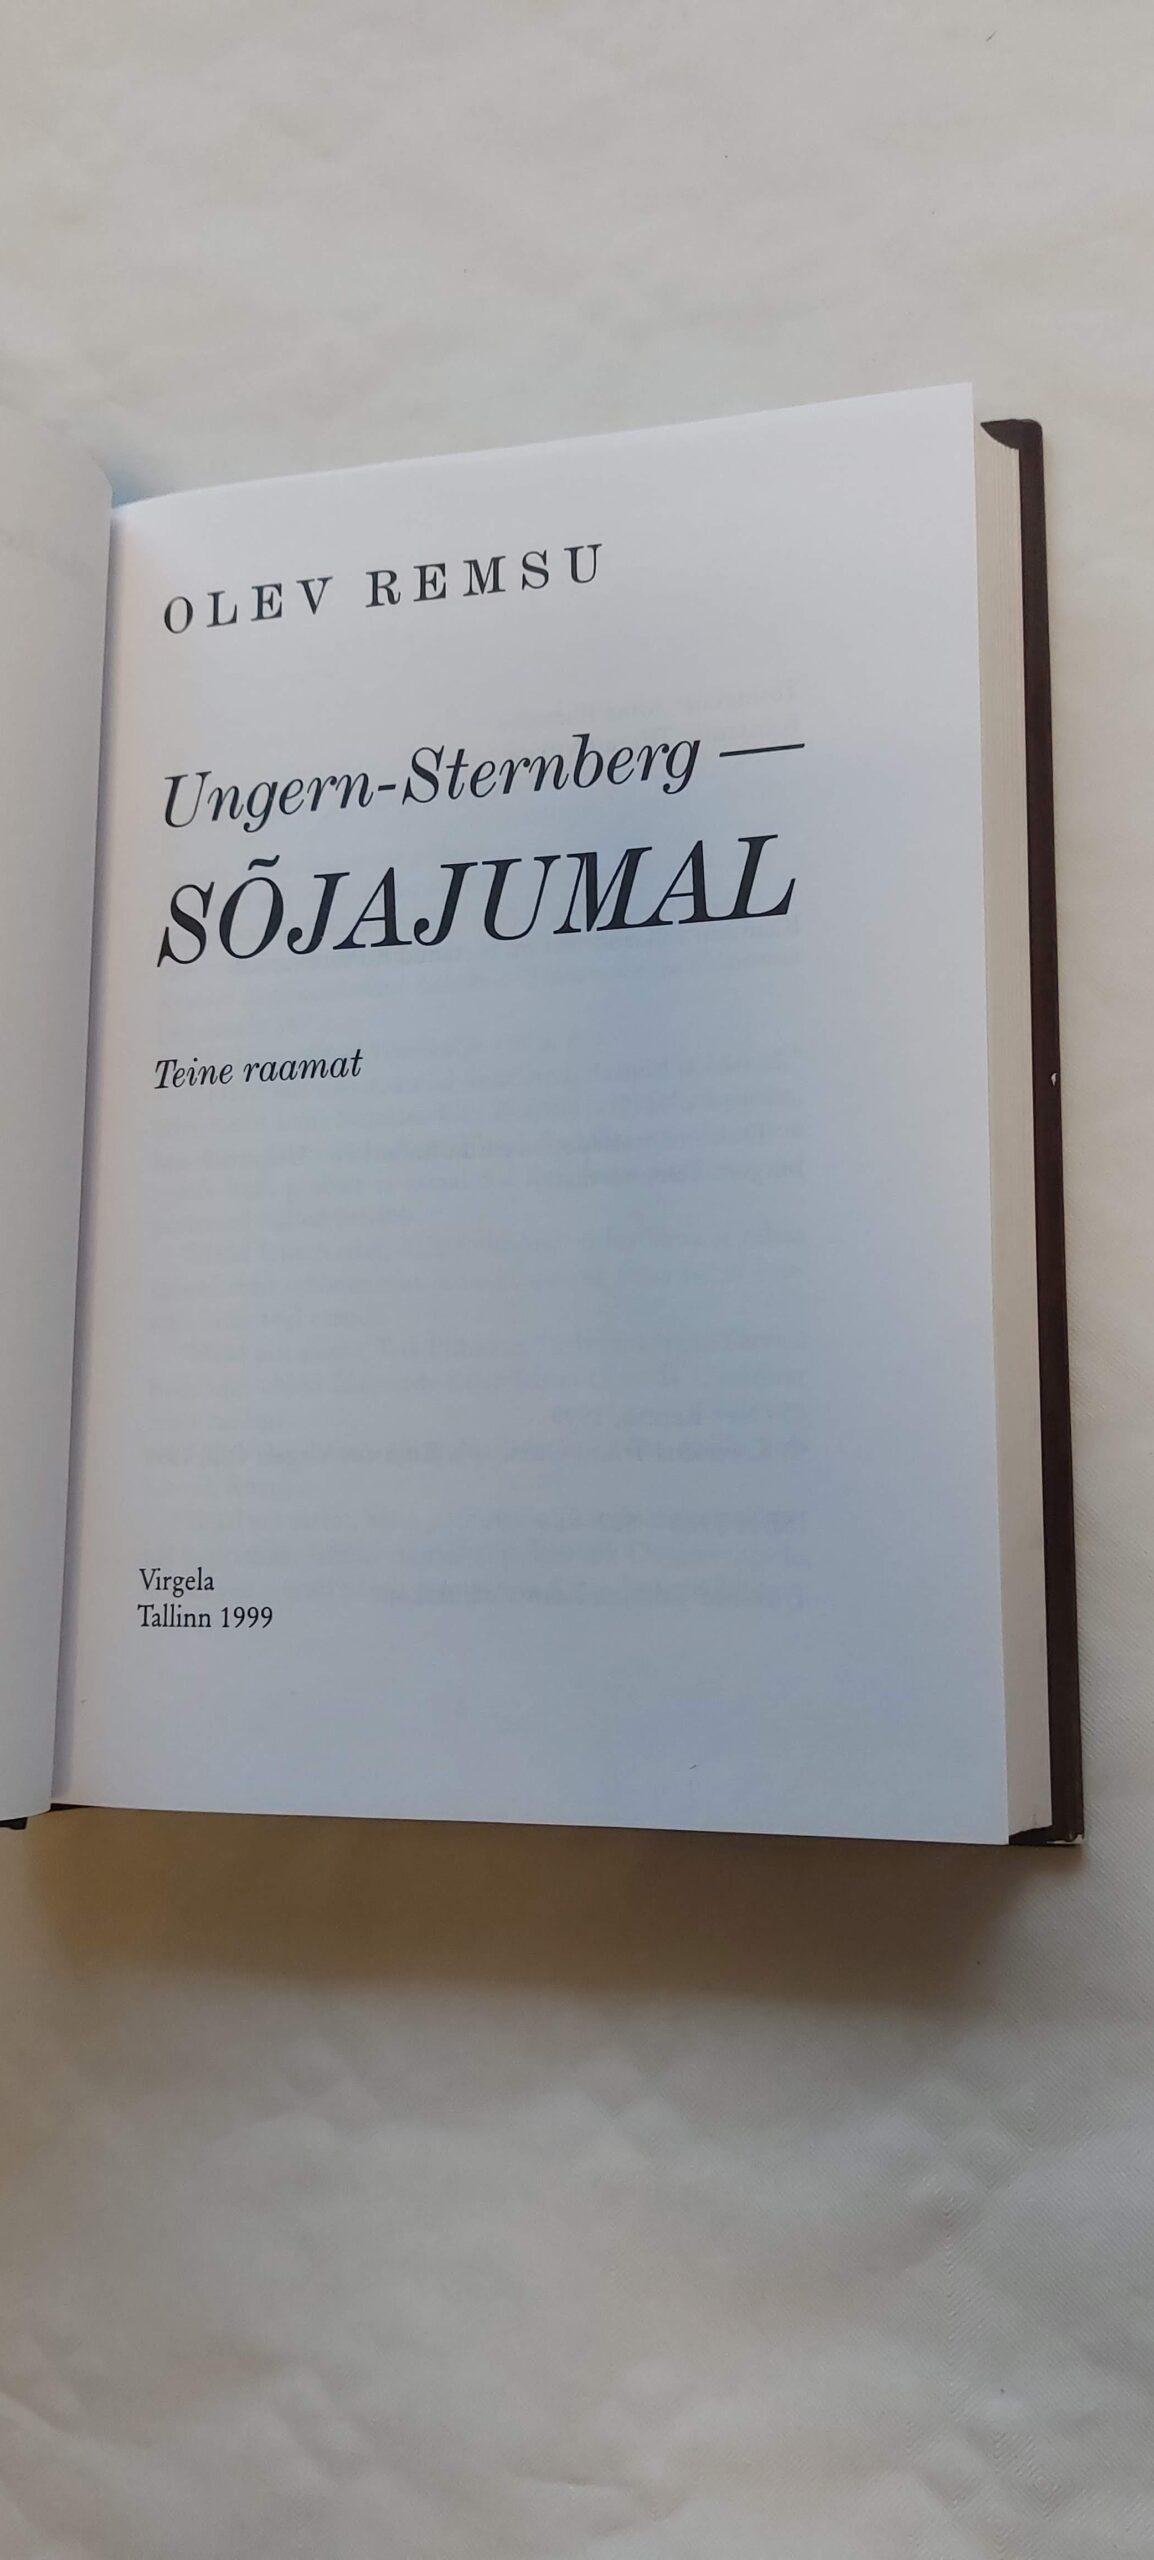 OLEV REMSU
Ungern-Sternberg —
SÕJAJUMAL
Teine raamat
Virgela
Tallinn 1999